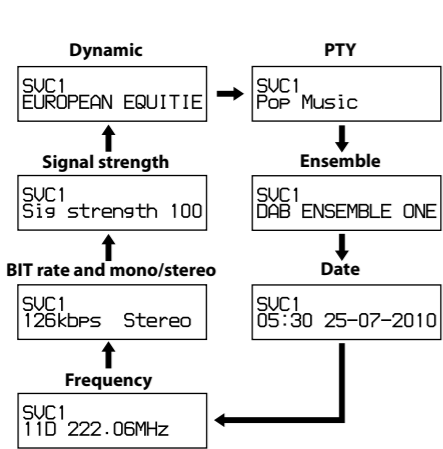 Dynamic
SVC1
EUROPEAN EQUITIE
PTY
SVC1
Pop Music
Ensemble
SVC1
DAB ENSEMBLE ONE
Date
SVC1
05:30 25-07-2010
Frequency
SVC1
11D 222.06MHz
BIT rate and mono/stereo
SVC1
126kbps Stereo
Signal strength
SVC1
Sig strength 100